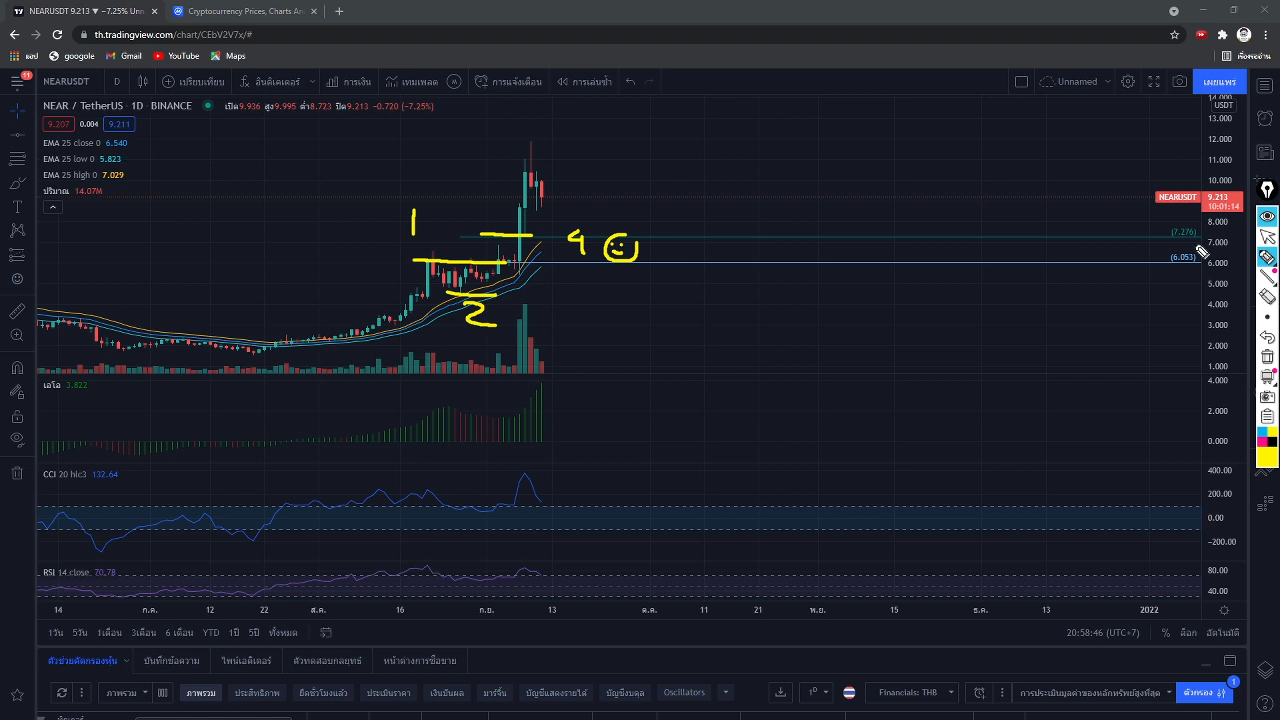 NEARUSDT 9.213 ▼ −7.25% Unn
Cryptocurrency Prices, Charts An
th.tradingview.com/chart/CEbV2V7x/#
แอป
google
Gmail
YouTube
Maps
เพื่ออ่าน
11
NEARUSDT
D
เปรียบเทียบ
อินดิเคเตอร์
การเงิน
เทมเพลต
การแจ้งเตือน
การเล่นซ้ำ
Unnamed
เผยแพร่
NEAR / TetherUS · 1D · BINANCE
เปิด9.936 สูง9.995 ต่ำ8.723 ปิด9.213 −0.720 (−7.25%)
9.207 0.004 9.211
EMA 25 close 0 6.540
EMA 25 low 0 5.823
EMA 25 high 0 7.029
ปริมาณ 14.07M
1
2
4
14.000
USDT
13.000
12.000
11.000
10.000
NEARUSDT 9.213
10:01:14
8.000
(7.276)
7.000
(6.053)
6.000
5.000
4.000
3.000
2.000
1.000
เอโอ 3.822
4.000
2.000
0.000
CCI 20 hlc3 132.64
400.00
200.00
0.00
−200.00
RSI 14 close 70.78
80.00
40.00
14 ก.ค. 12 22 ส.ค. 16 ก.ย. 13 ต.ค. 11 21 พ.ย. 15 ธ.ค. 13 2022
1วัน 5วัน 1เดือน 3เดือน 6 เดือน YTD 1ปี 5ปี ทั้งหมด
20:58:46 (UTC+7) % ล็อก อัตโนมัติ
ตัวช่วยคัดกรองหุ้น บันทึกข้อความ ไพน์เอดิเตอร์ ตัวทดสอบกลยุทธ์ หน้าต่างการซื้อขาย
ภาพรวม ภาพรวม ประสิทธิภาพ ยืดชั่วโมงแล้ว ประเมินราคา เงินปันผล มาร์จิ้น บัญชีแสดงรายได้ บัญชีงบดุล Oscillators
1D
Financials: THB
การประเมินมูลค่าของหลักทรัพย์สูงที่สุด
ตัวกรอง
1